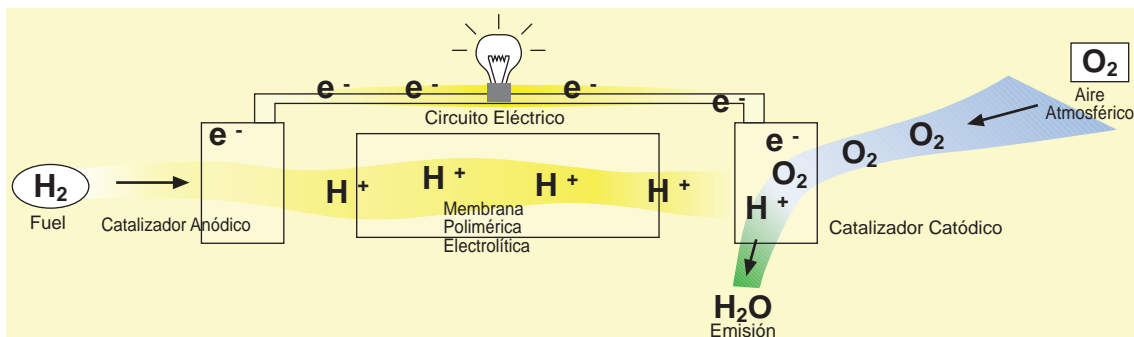 O2
Aire
Atmosférico
e -
e -
e -
e -
Circuito Eléctrico
e -
e -
H2
Fuel
Catalizador Anódico
H +
H +
H +
H +
Membrana
Polimérica
Electrolítica
O2
O2
O2
H +
Catalizador Catódico
H2O
Emisión